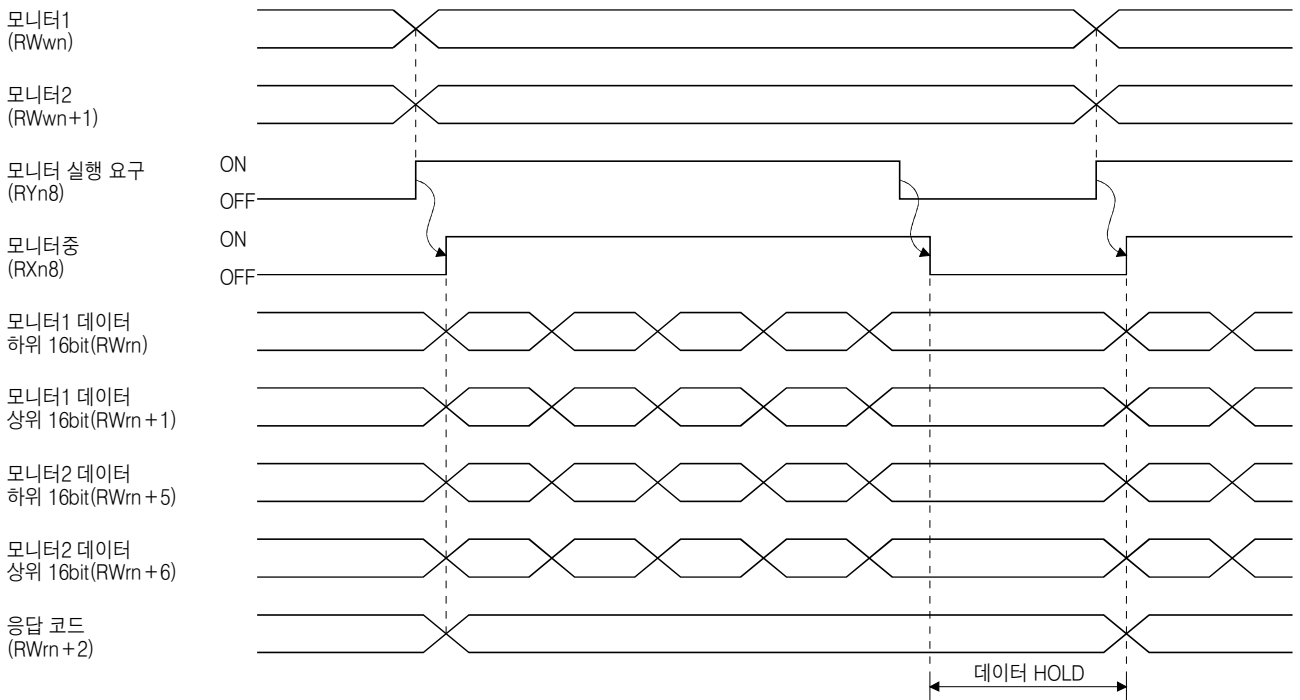 모니터1
(RWwn)
모니터2
(RWwn+1)
모니터 실행 요구
(RYn8)
ON
OFF
모니터중
(RXn8)
ON
OFF
모니터1 데이터
하위 16bit(RWrn)
모니터1 데이터
상위 16bit(RWrn+1)
모니터2 데이터
하위 16bit(RWrn+5)
모니터2 데이터
상위 16bit(RWrn+6)
응답 코드
(RWrn+2)
데이터 HOLD